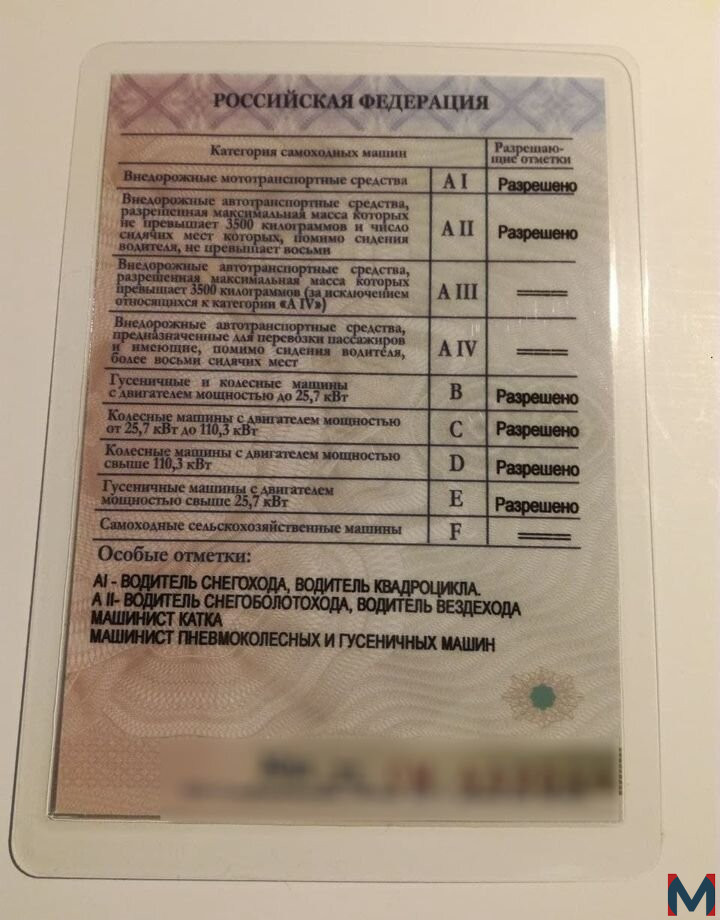 РОССИЙСКАЯ ФЕДЕРАЦИЯ
Категория самоходных машин
Разрешаю-
щие отметки
Внедорожные мототранспортные средства A I Разрешено
Внедорожные автотранспортные средства,
разрешенная максимальная масса которых
не превышает 3500 килограммов и число
сидячих мест которых, помимо сидения
водителя, не превышает восьми
A II Разрешено
Внедорожные автотранспортные средства,
разрешенная максимальная масса которых
превышает 3500 килограммов (за исключением
относящихся к категории «A IV»)
A III ====
Внедорожные автотранспортные средства,
предназначенные для перевозки пассажиров
и имеющие, помимо сидения водителя,
более восьми сидячих мест
A IV ====
Гусеничные и колесные машины
с двигателем мощностью до 25,7 кВт
B Разрешено
Колесные машины с двигателем мощностью
от 25,7 кВт до 110,3 кВт
C Разрешено
Колесные машины с двигателем мощностью
свыше 110,3 кВт
D Разрешено
Гусеничные машины с двигателем
мощностью свыше 25,7 кВт
E Разрешено
Самоходные сельскохозяйственные машины F ====
Особые отметки:
AI - ВОДИТЕЛЬ СНЕГОХОДА, ВОДИТЕЛЬ КВАДРОЦИКЛА.
A II- ВОДИТЕЛЬ СНЕГОБОЛОТОХОДА, ВОДИТЕЛЬ ВЕЗДЕХОДА
МАШИНИСТ КАТКА
МАШИНИСТ ПНЕВМОКОЛЕСНЫХ И ГУСЕНИЧНЫХ МАШИН
M